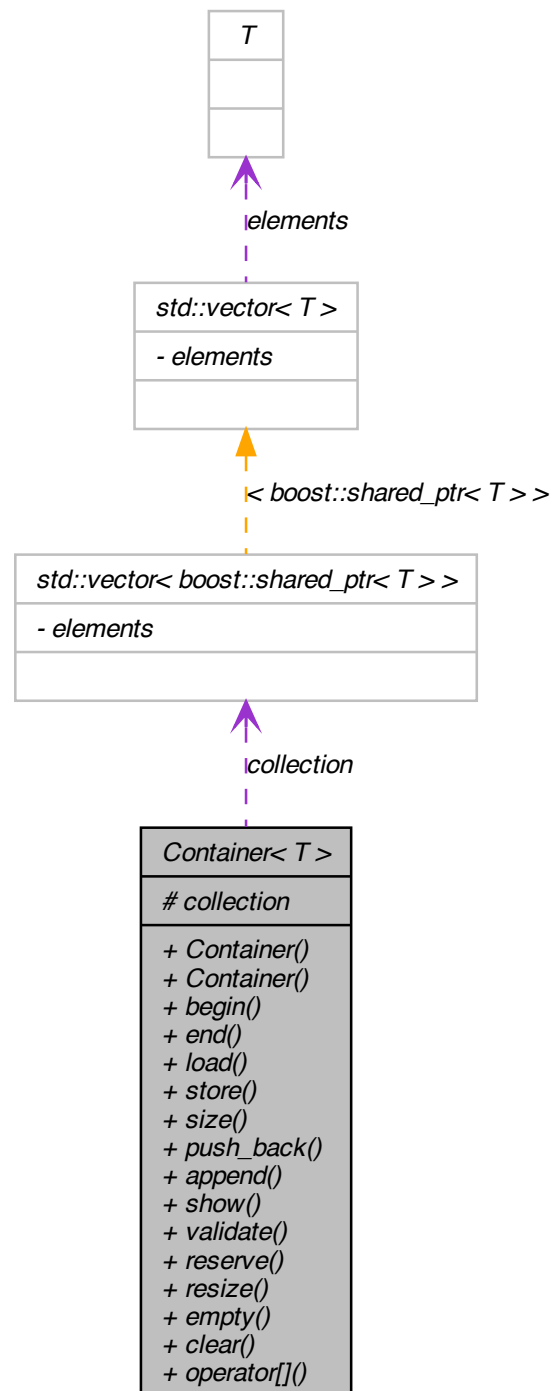 T
elements
std::vector< T >
- elements
< boost::shared_ptr< T > >
std::vector< boost::shared_ptr< T > >
- elements
collection
Container< T >
# collection
+ Container()
+ Container()
+ begin()
+ end()
+ load()
+ store()
+ size()
+ push_back()
+ append()
+ show()
+ validate()
+ reserve()
+ resize()
+ empty()
+ clear()
+ operator[]()